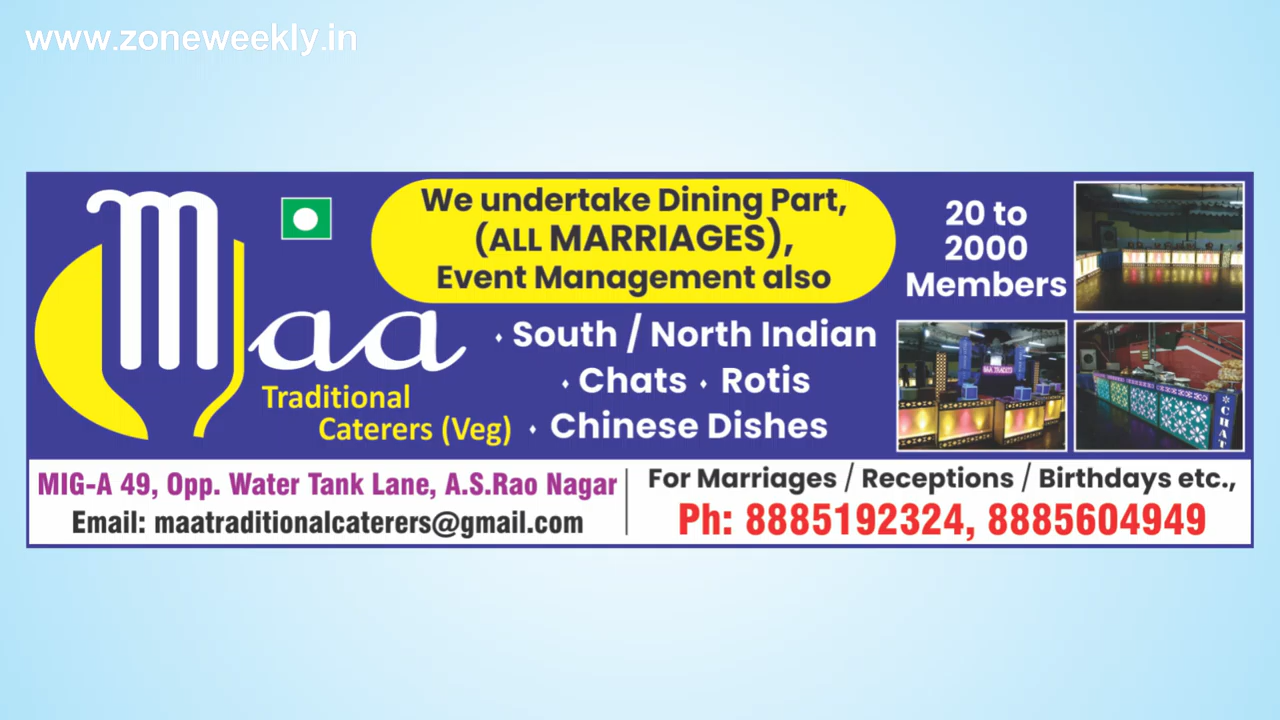 www.zoneweekly.in
Maa
Traditional
Caterers (Veg)
We undertake Dining Part,
(ALL MARRIAGES),
Event Management also
South / North Indian
Chats Rotis
Chinese Dishes
20 to
2000
Members
MAA TRADITI
CHAT
MIG-A 49, Opp. Water Tank Lane, A.S.Rao Nagar
Email: maatraditionalcaterers@gmail.com
For Marriages / Receptions / Birthdays etc.,
Ph: 8885192324, 8885604949